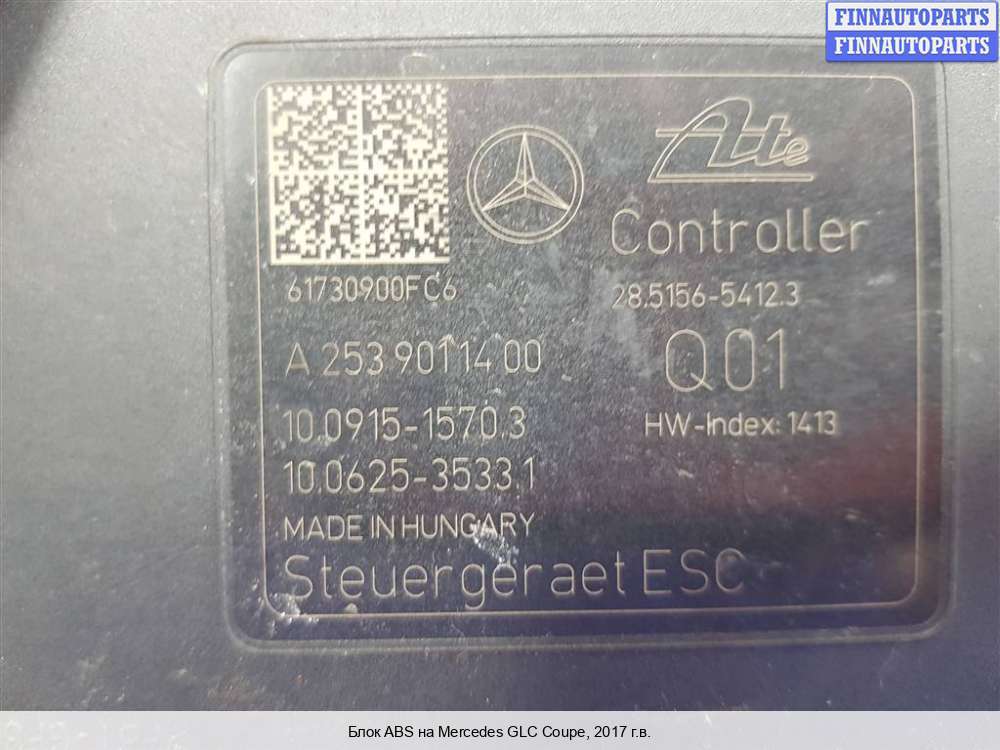 FINNAUTOPARTS
FINNAUTOPARTS
Ate
Controller
61730900FC6
28.5156-5412.3
A 253 901 14 00
Q01
10.0915-1570.3
HW-Index: 1413
10.0625-3533.1
MADE IN HUNGARY
Steuergeraet ESC
Блок ABS на Mercedes GLC Coupe, 2017 г.в.